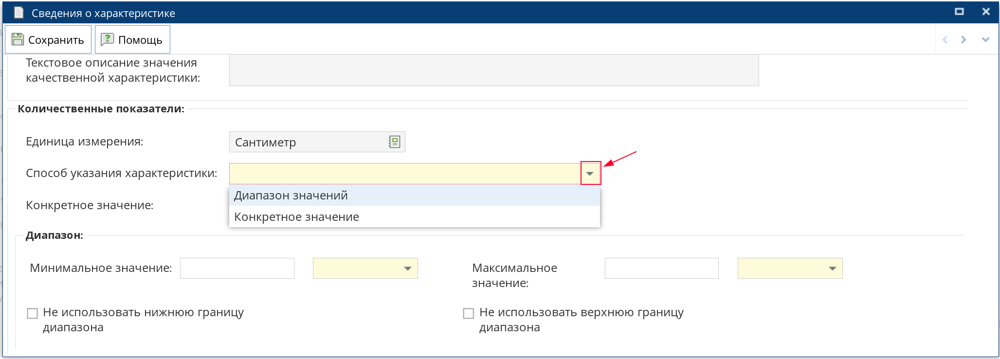 Сведения о характеристике
Сохранить
Помощь
Текстовое описание значения
качественной характеристики:
Количественные показатели:
Единица измерения:
Сантиметр
Способ указания характеристики:
Диапазон значений
Конкретное значение:
Конкретное значение
Диапазон:
Минимальное значение:
Максимальное
значение:
Не использовать нижнюю границу
диапазона
Не использовать верхнюю границу
диапазона